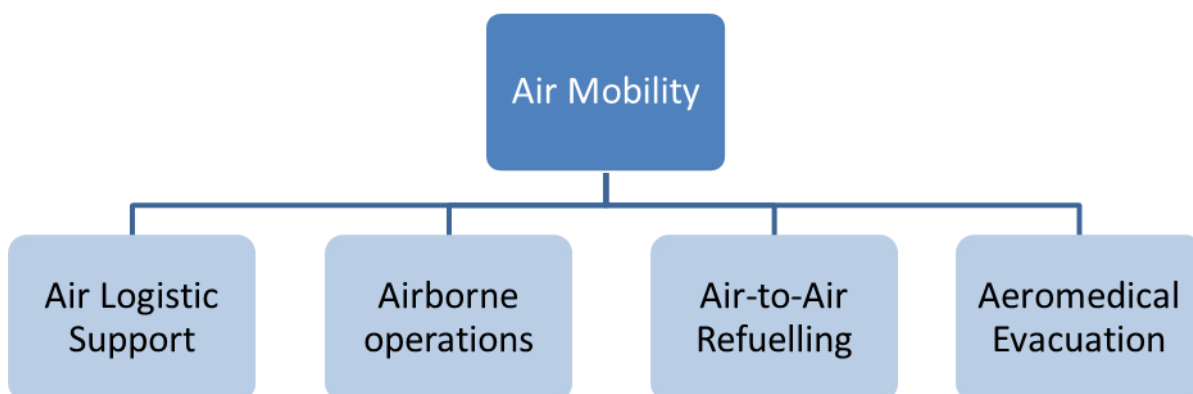 Air Mobility
Air Logistic
Support
Airborne
operations
Air-to-Air
Refuelling
Aeromedical
Evacuation